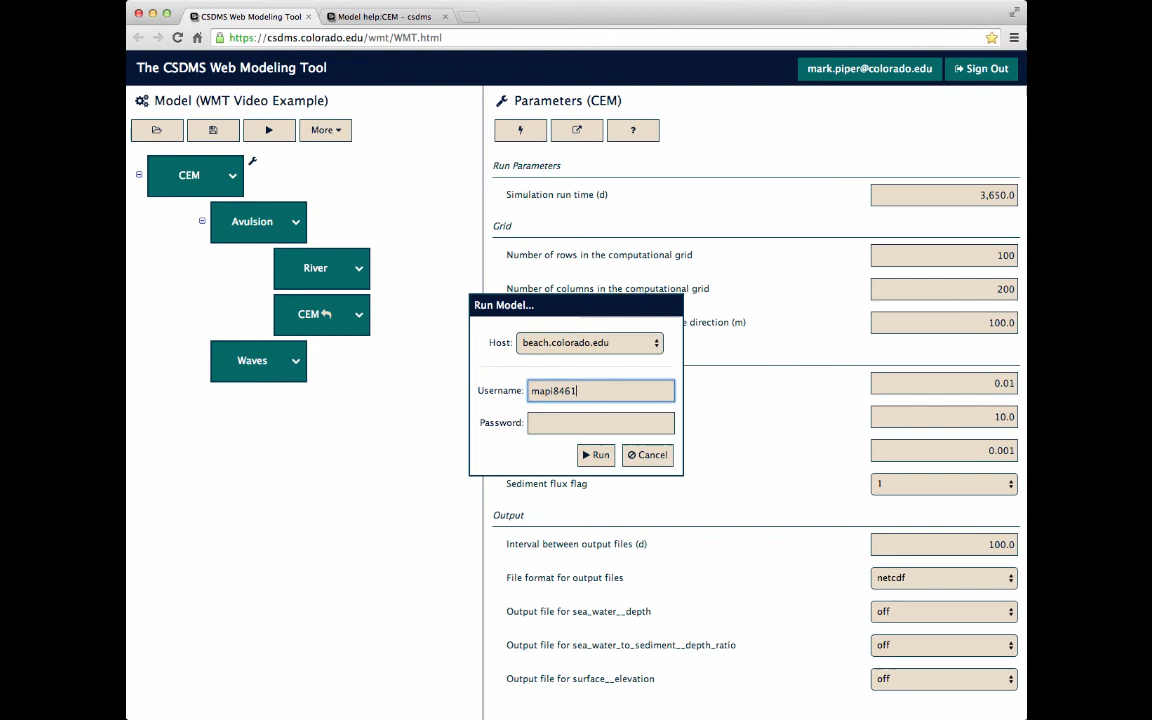 CSDMS Web Modeling Tool
Model help:CEM – csdms
https://csdms.colorado.edu/wmt/WMT.html
The CSDMS Web Modeling Tool
mark.piper@colorado.edu
Sign Out
Model (WMT Video Example)
Parameters (CEM)
More
?
CEM
Avulsion
River
CEM
Waves
Run Parameters
Simulation run time (d)
3,650.0
Grid
Number of rows in the computational grid
100
Number of columns in the computational grid
200
e direction (m)
100.0
Run Model...
Host:
beach.colorado.edu
Username:
mapi8461
Password:
Run
Cancel
0.01
10.0
0.001
Sediment flux flag
1
Output
Interval between output files (d)
100.0
File format for output files
netcdf
Output file for sea_water__depth
off
Output file for sea_water_to_sediment__depth_ratio
off
Output file for surface__elevation
off